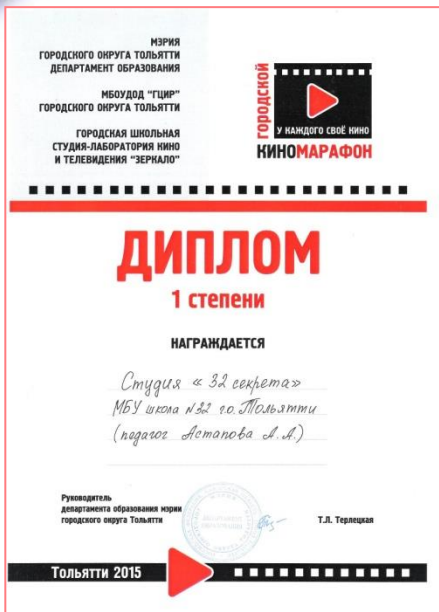 МЭРИЯ
ГОРОДСКОГО ОКРУГА ТОЛЬЯТТИ
ДЕПАРТАМЕНТ ОБРАЗОВАНИЯ
МБОУДОД "ГЦИР"
ГОРОДСКОГО ОКРУГА ТОЛЬЯТТИ
ГОРОДСКАЯ ШКОЛЬНАЯ
СТУДИЯ-ЛАБОРАТОРИЯ КИНО
И ТЕЛЕВИДЕНИЯ "ЗЕРКАЛО"
ГОРОДСКОЙ
У КАЖДОГО СВОЁ КИНО
КИНОМАРАФОН
ДИПЛОМ
1 степени
НАГРАЖДАЕТСЯ
Студия «32 секрета»
МБУ школа №32 г.о. Тольятти
(педагог Астапова А.А.)
Руководитель
департамента образования мэрии
городского округа Тольятти
Т.Л. Терлецкая
ДЕПАРТАМЕНТ
ОБРАЗОВАНИЯ
Тольятти 2015